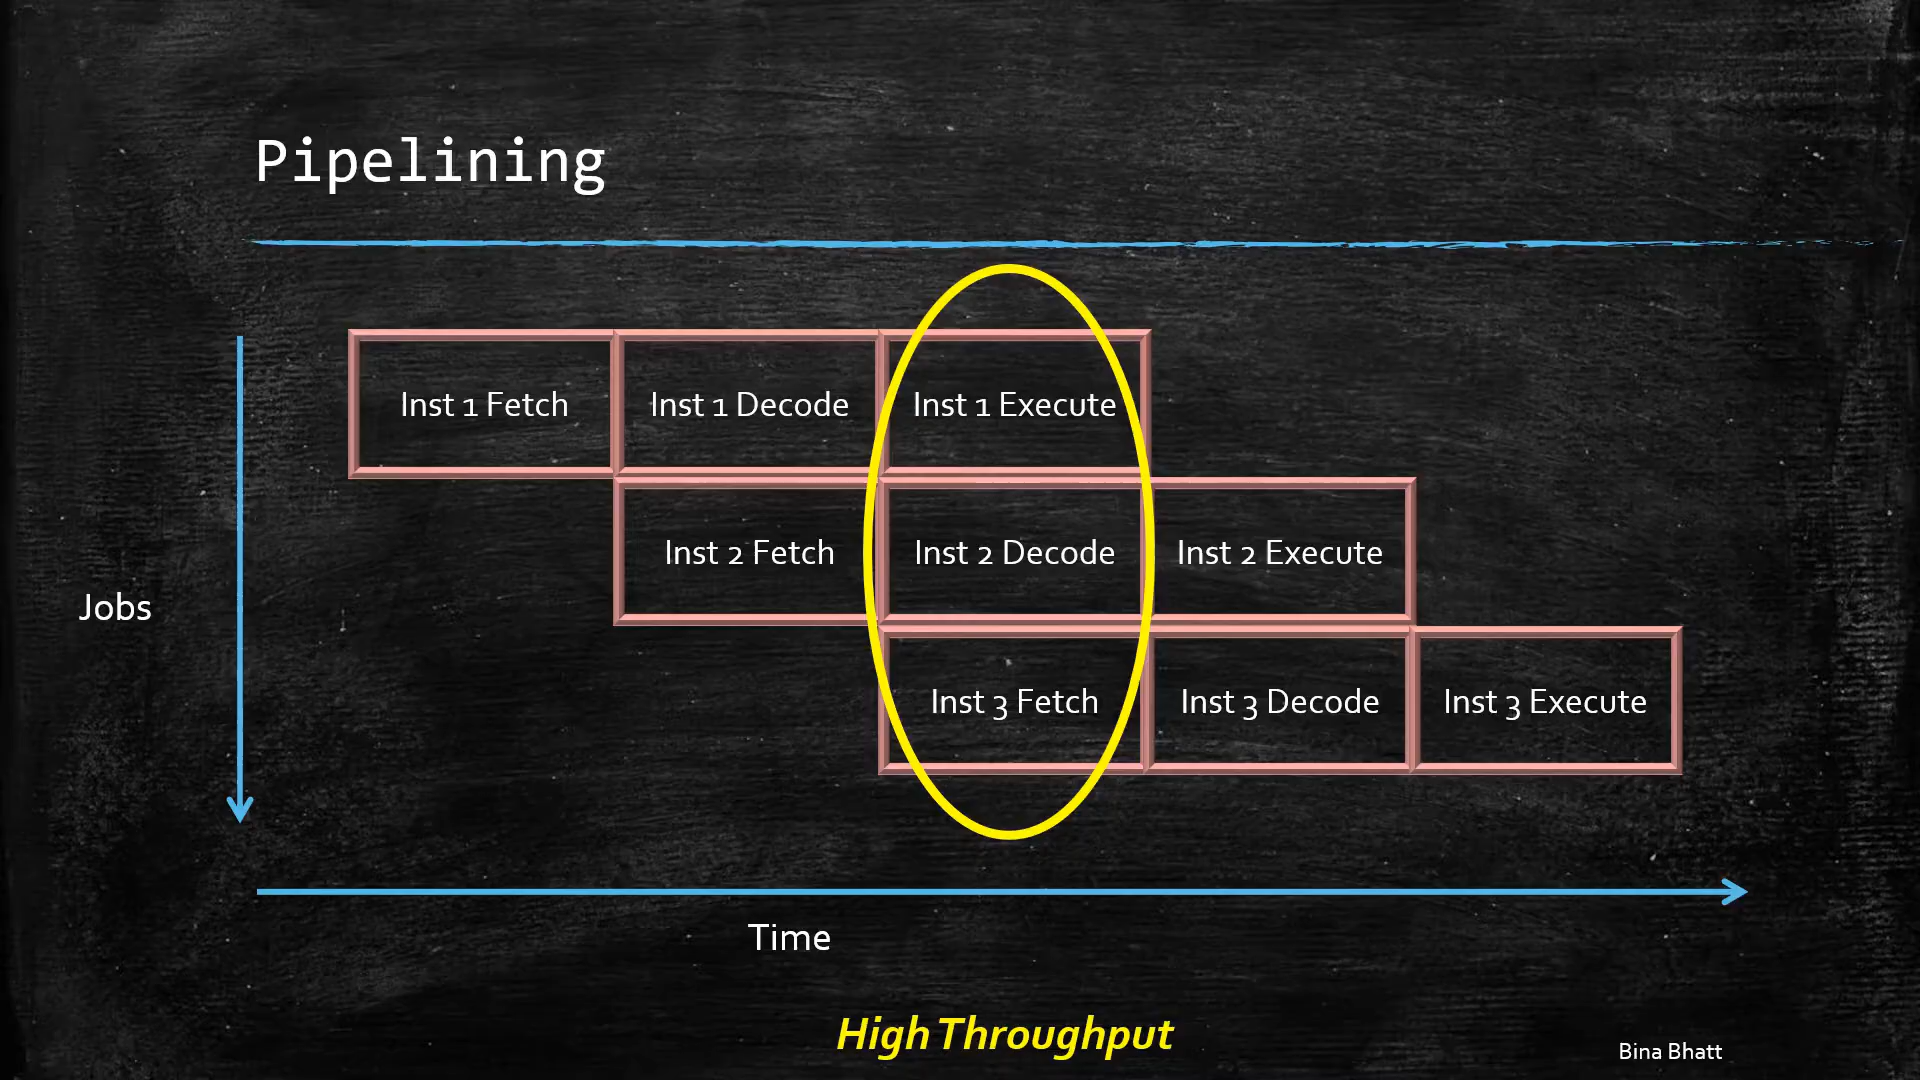 Pipelining
Inst 1 Fetch
Inst 1 Decode
Inst 1 Execute
Inst 2 Fetch
Inst 2 Decode
Inst 2 Execute
Jobs
Inst 3 Fetch
Inst 3 Decode
Inst 3 Execute
Time
High Throughput
Bina Bhatt